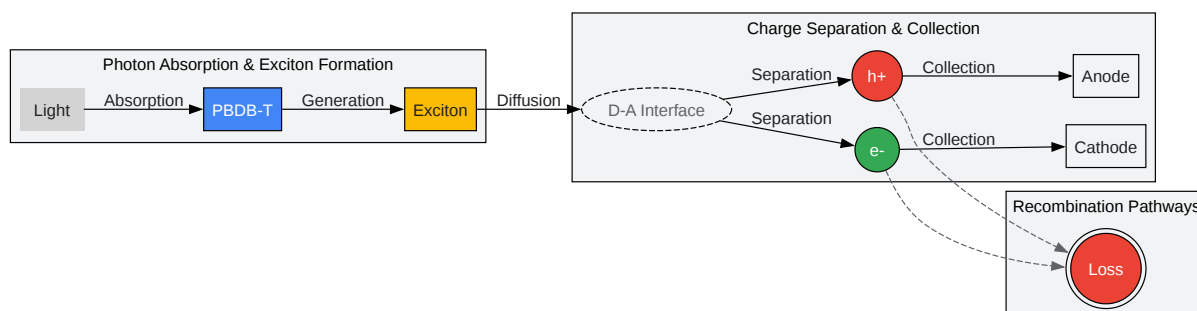 Photon Absorption & Exciton Formation
Light
Absorption
PBDB-T
Generation
Exciton
Diffusion
Charge Separation & Collection
D-A Interface
Separation
h+
Collection
Anode
Separation
e-
Collection
Cathode
Recombination Pathways
Loss